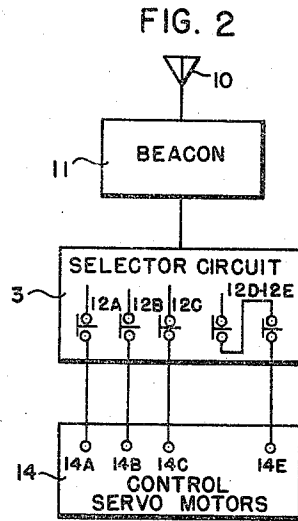 FIG. 2
10
BEACON
11
SELECTOR CIRCUIT
3
12A 12B 12C 12D 12E
14A 14B 14C 14E
14
CONTROL
SERVO MOTORS